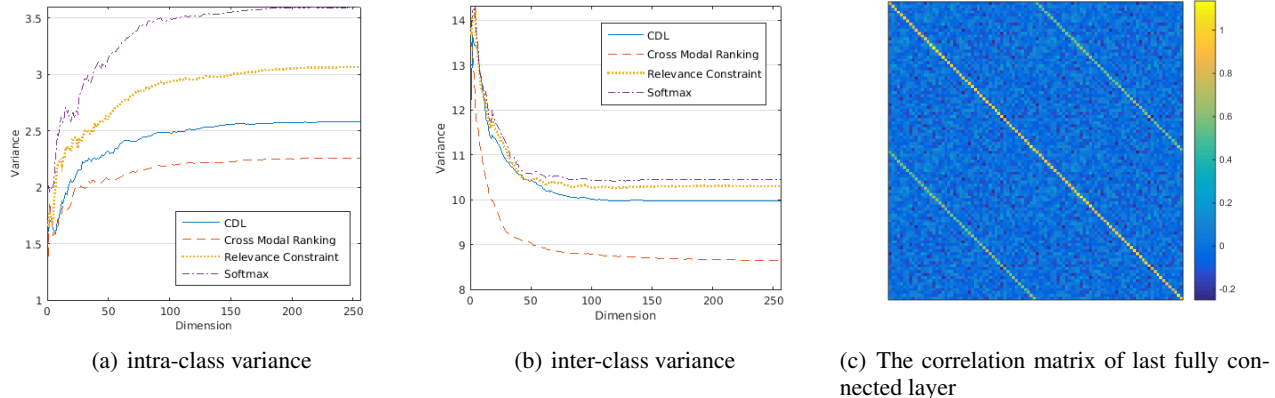 3.5
3
2.5
2
1.5
1
Variance
0
50
100
150
200
250
Dimension
CDL
Cross Modal Ranking
Relevance Constraint
Softmax
(a) intra-class variance
14
13
12
11
10
9
8
Variance
0
50
100
150
200
250
Dimension
CDL
Cross Modal Ranking
Relevance Constraint
Softmax
(b) inter-class variance
1
0.8
0.6
0.4
0.2
0
-0.2
(c) The correlation matrix of last fully con-
nected layer